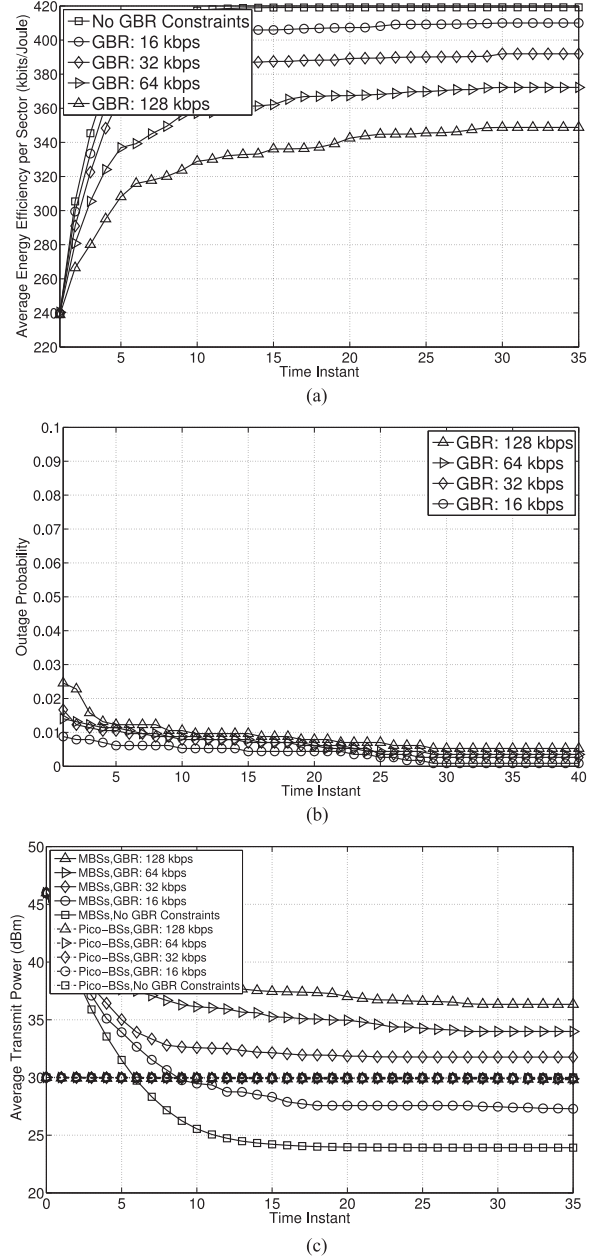 No GBR Constraints
GBR: 16 kbps
GBR: 32 kbps
GBR: 64 kbps
GBR: 128 kbps
Average Energy Efficiency per Sector (kbits/Joule)
420
400
380
360
340
320
300
280
260
240
220
5 10 15 20 25 30 35
Time Instant
(a)
GBR: 128 kbps
GBR: 64 kbps
GBR: 32 kbps
GBR: 16 kbps
Outage Probability
0.1
0.09
0.08
0.07
0.06
0.05
0.04
0.03
0.02
0.01
0
5 10 15 20 25 30 35 40
Time Instant
(b)
MBSs,GBR: 128 kbps
MBSs,GBR: 64 kbps
MBSs,GBR: 32 kbps
MBSs,GBR: 16 kbps
MBSs,No GBR Constraints
Pico−BSs,GBR: 128 kbps
Pico−BSs,GBR: 64 kbps
Pico−BSs,GBR: 32 kbps
Pico−BSs,GBR: 16 kbps
Pico−BSs,No GBR Constraints
Average Transmit Power (dBm)
50
45
40
35
30
25
20
0 5 10 15 20 25 30 35
Time Instant
(c)